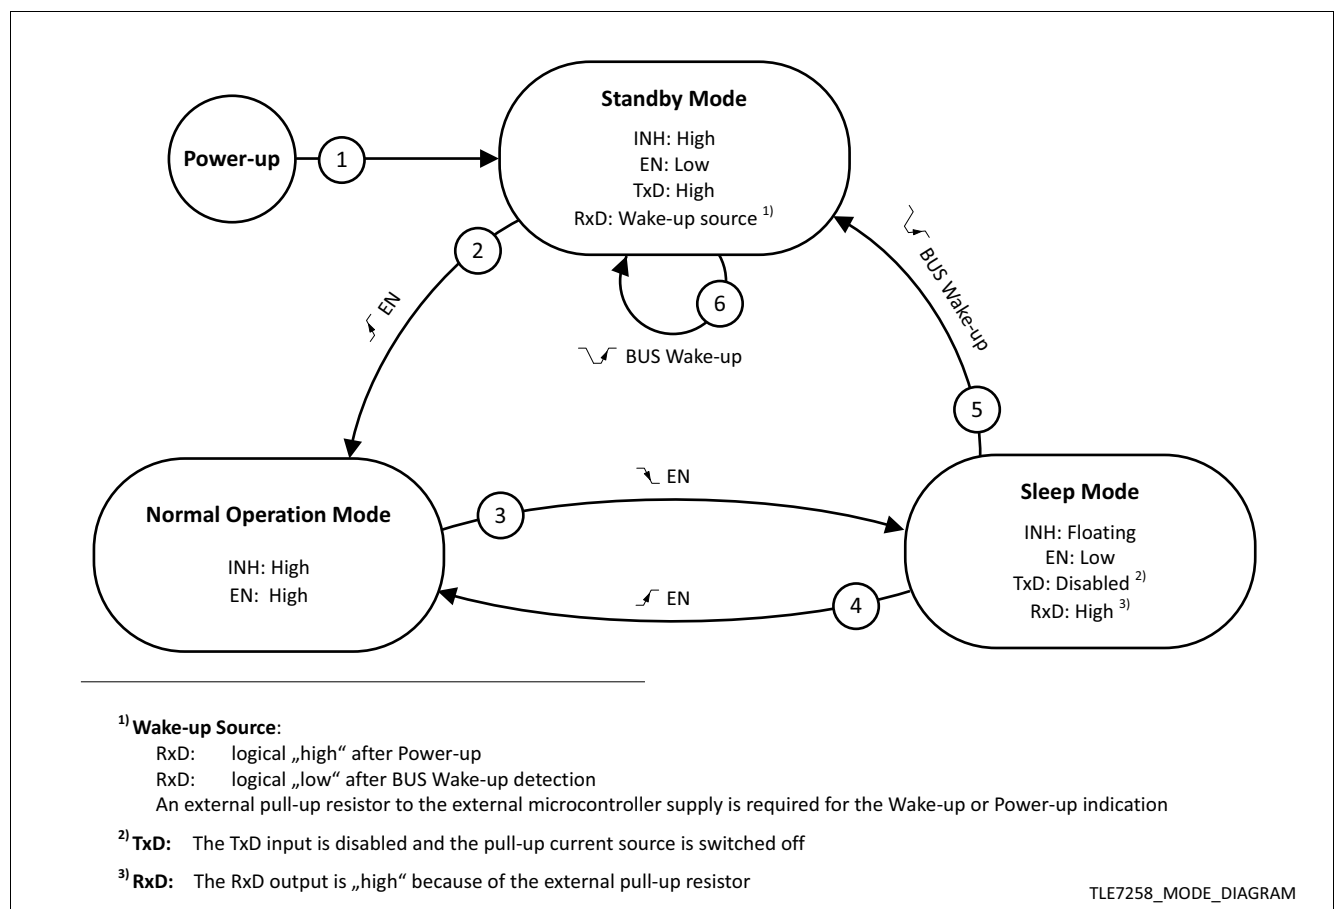 Standby Mode
INH: High
EN: Low
TxD: High
RxD: Wake-up source 1)
Power-up
1
2
EN
6
BUS Wake-up
BUS Wake-up
5
Normal Operation Mode
INH: High
EN: High
3
EN
4
EN
Sleep Mode
INH: Floating
EN: Low
TxD: Disabled 2)
RxD: High 3)
1) Wake-up Source:
RxD: logical „high“ after Power-up
RxD: logical „low“ after BUS Wake-up detection
An external pull-up resistor to the external microcontroller supply is required for the Wake-up or Power-up indication
2) TxD: The TxD input is disabled and the pull-up current source is switched off
3) RxD: The RxD output is „high“ because of the external pull-up resistor
TLE7258_MODE_DIAGRAM